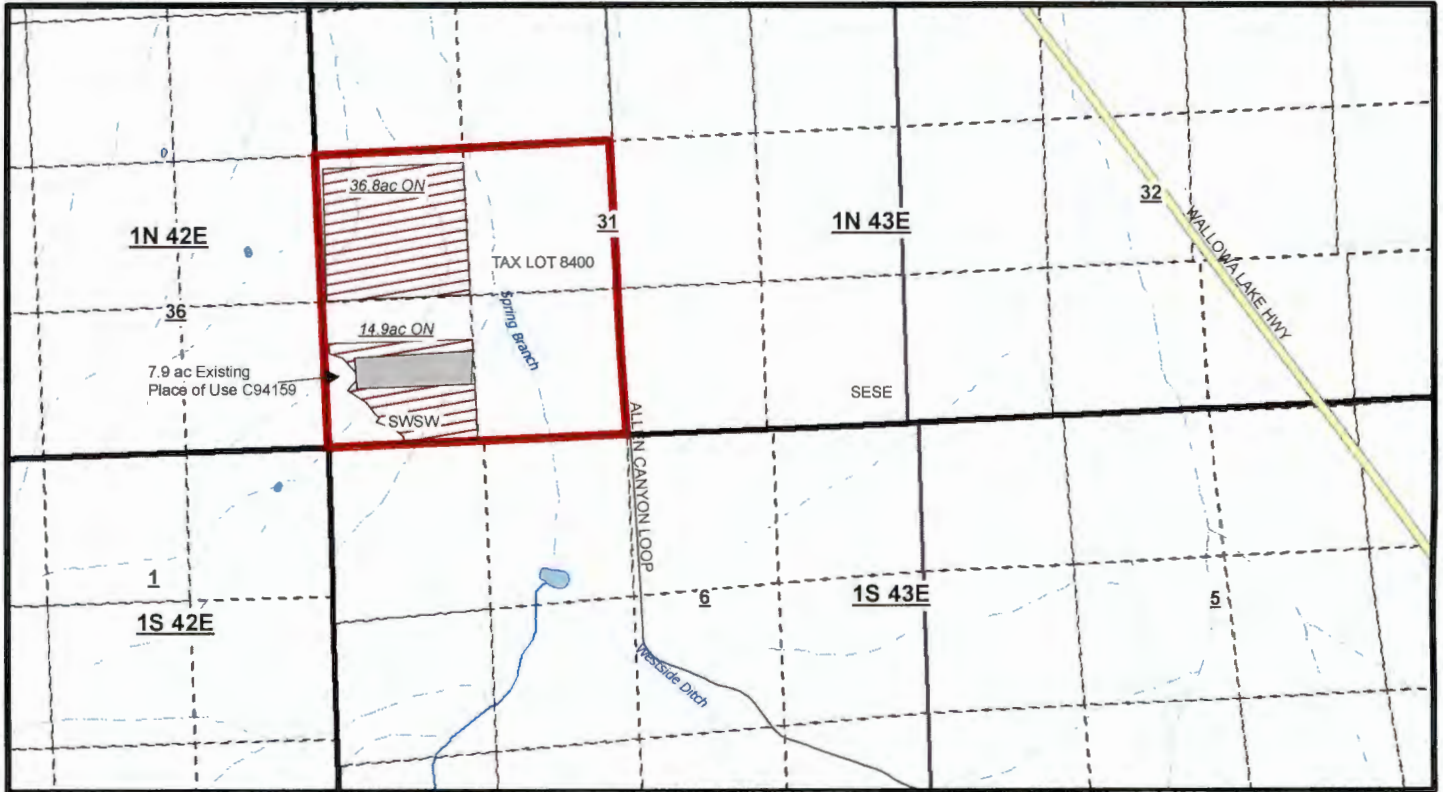 36.8ac ON
1N 42E
31
1N 43E
32
WALLOWA LAKE HWY
TAX LOT 8400
36
Spring Branch
14.9ac ON
7.9 ac Existing
Place of Use C94159
SWSW
SESE
ALLEN CANYON LOOP
1
1S 42E
6
1S 43E
5
Westside Ditch